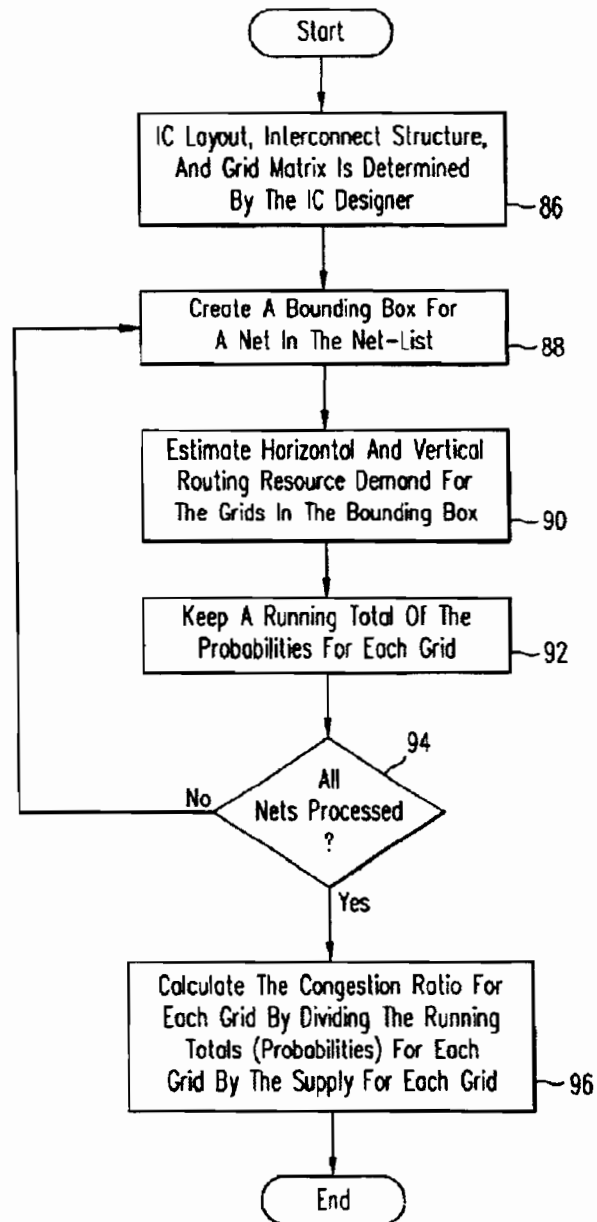 Start
IC Layout, Interconnect Structure,
And Grid Matrix Is Determined
By The IC Designer
86
Create A Bounding Box For
A Net In The Net-List
88
Estimate Horizontal And Vertical
Routing Resource Demand For
The Grids In The Bounding Box
90
Keep A Running Total Of The
Probabilities For Each Grid
92
94
All
Nets Processed
?
No
Yes
Calculate The Congestion Ratio For
Each Grid By Dividing The Running
Totals (Probabilities) For Each
Grid By The Supply For Each Grid
96
End